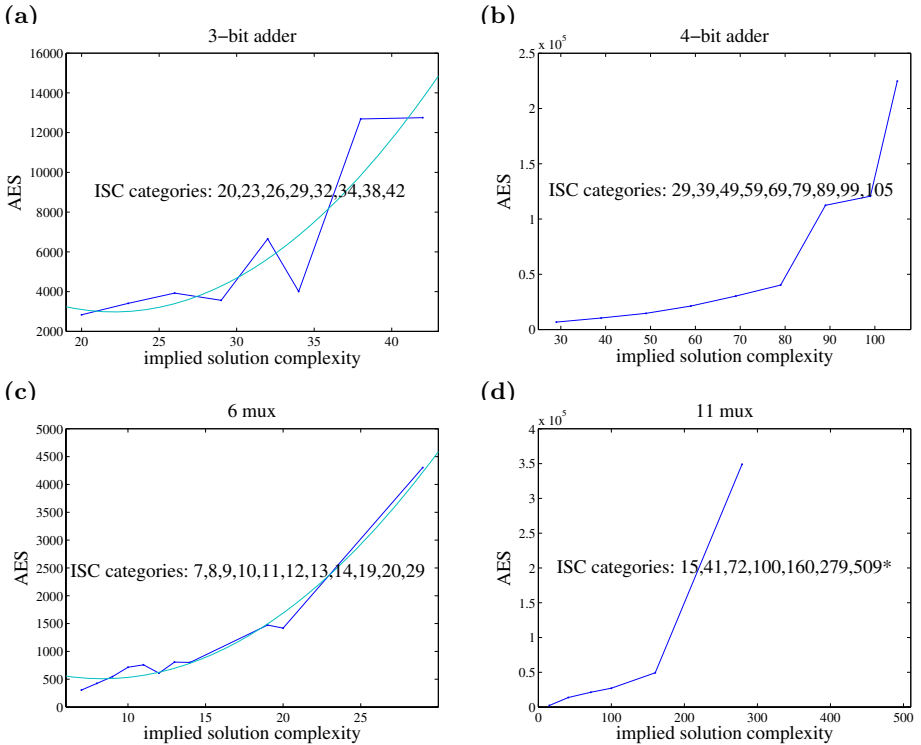 (a)
3−bit adder
16000
14000
12000
10000
8000
6000
4000
2000
AES
ISC categories: 20,23,26,29,32,34,38,42
20 25 30 35 40
implied solution complexity
(b)
4−bit adder
x 10^5
2.5
2
1.5
1
0.5
0
AES
ISC categories: 29,39,49,59,69,79,89,99,105
30 40 50 60 70 80 90 100
implied solution complexity
(c)
6 mux
5000
4500
4000
3500
3000
2500
2000
1500
1000
500
0
AES
ISC categories: 7,8,9,10,11,12,13,14,19,20,29
10 15 20 25
implied solution complexity
(d)
11 mux
x 10^5
4
3.5
3
2.5
2
1.5
1
0.5
0
AES
ISC categories: 15,41,72,100,160,279,509*
0 100 200 300 400 500
implied solution complexity